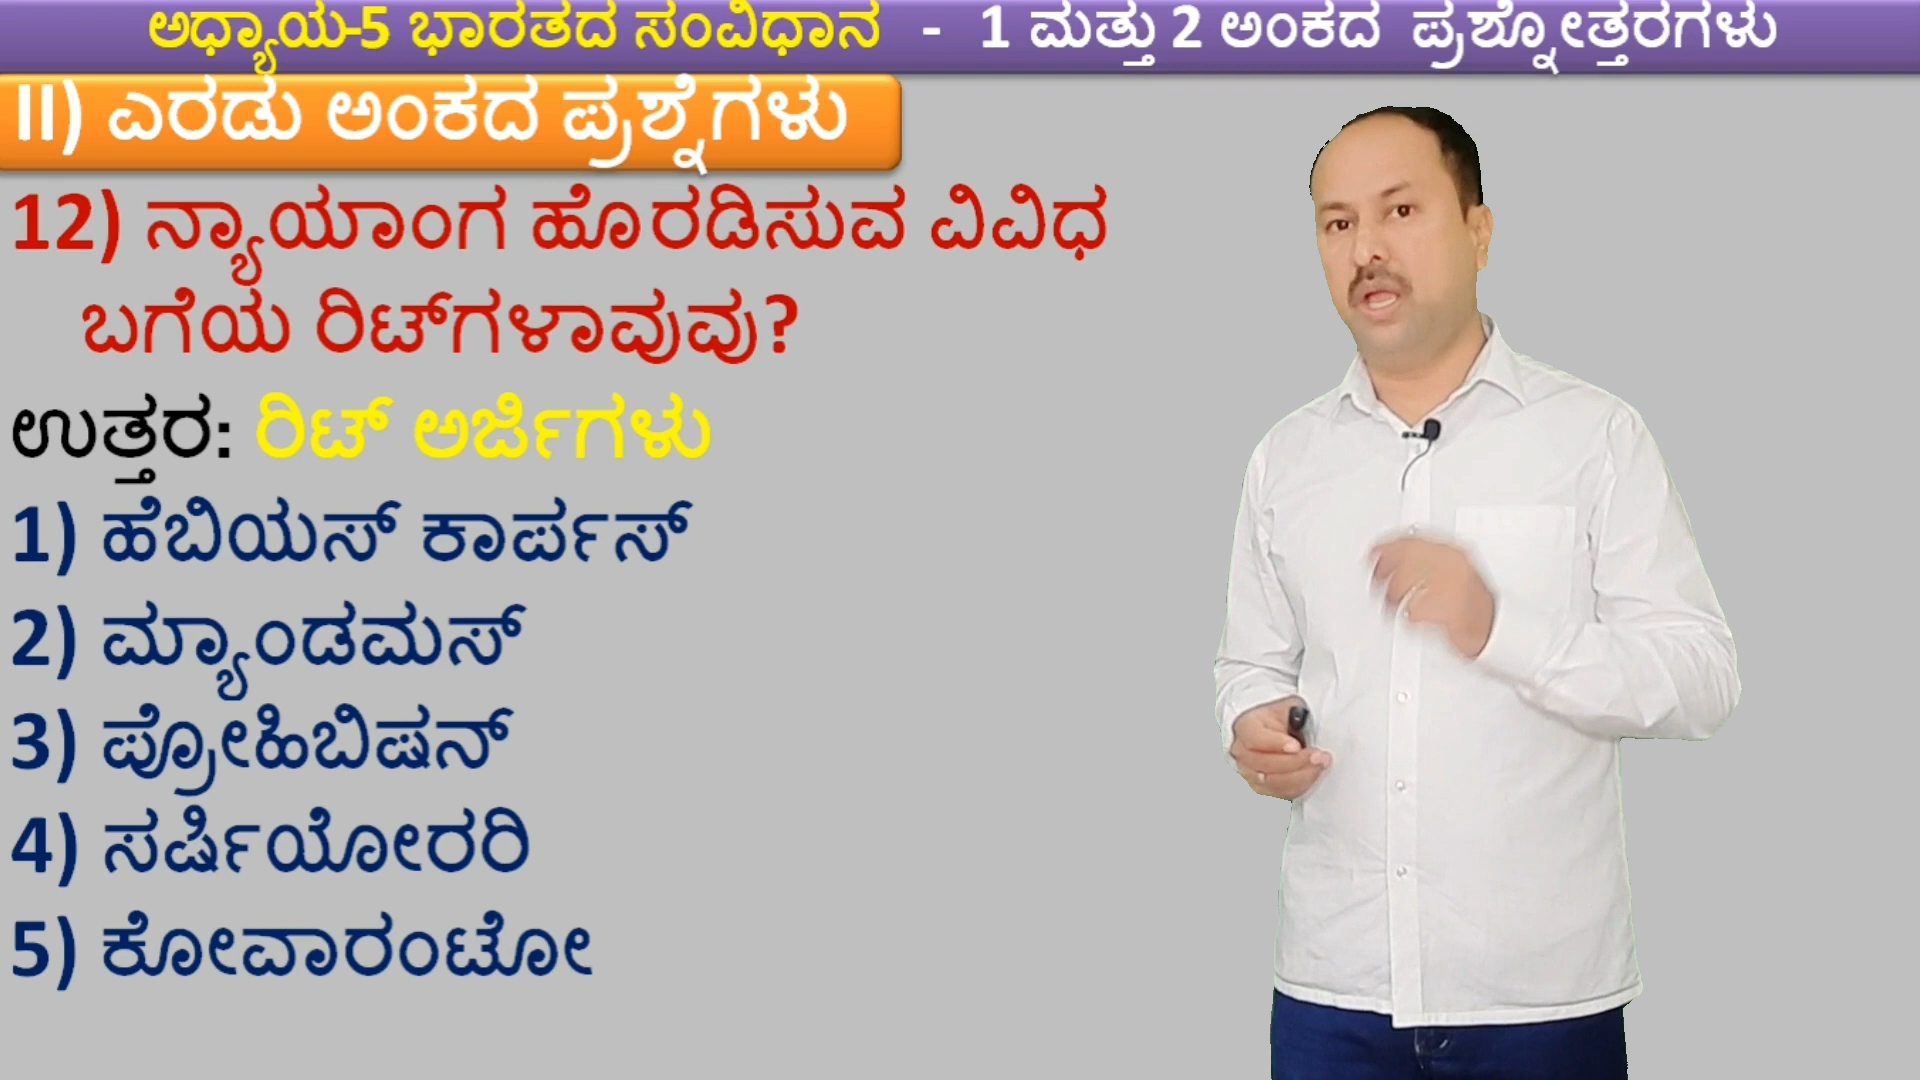 ಅಧ್ಯಾಯ-5 ಭಾರತದ ಸಂವಿಧಾನ - 1 ಮತ್ತು 2 ಅಂಕದ ಪ್ರಶ್ನೋತ್ತರಗಳು
II) ಎರಡು ಅಂಕದ ಪ್ರಶ್ನೆಗಳು
12) ನ್ಯಾಯಾಂಗ ಹೊರಡಿಸುವ ವಿವಿಧ
ಬಗೆಯ ರಿಟ್‌ಗಳಾವುವು?
ಉತ್ತರ: ರಿಟ್ ಅರ್ಜಿಗಳು
1) ಹೆಬಿಯಸ್ ಕಾರ್ಪಸ್
2) ಮ್ಯಾಂಡಮಸ್
3) ಪ್ರೋಹಿಬಿಷನ್
4) ಸರ್ಷಿಯೋರರಿ
5) ಕೋವಾರಂಟೋ